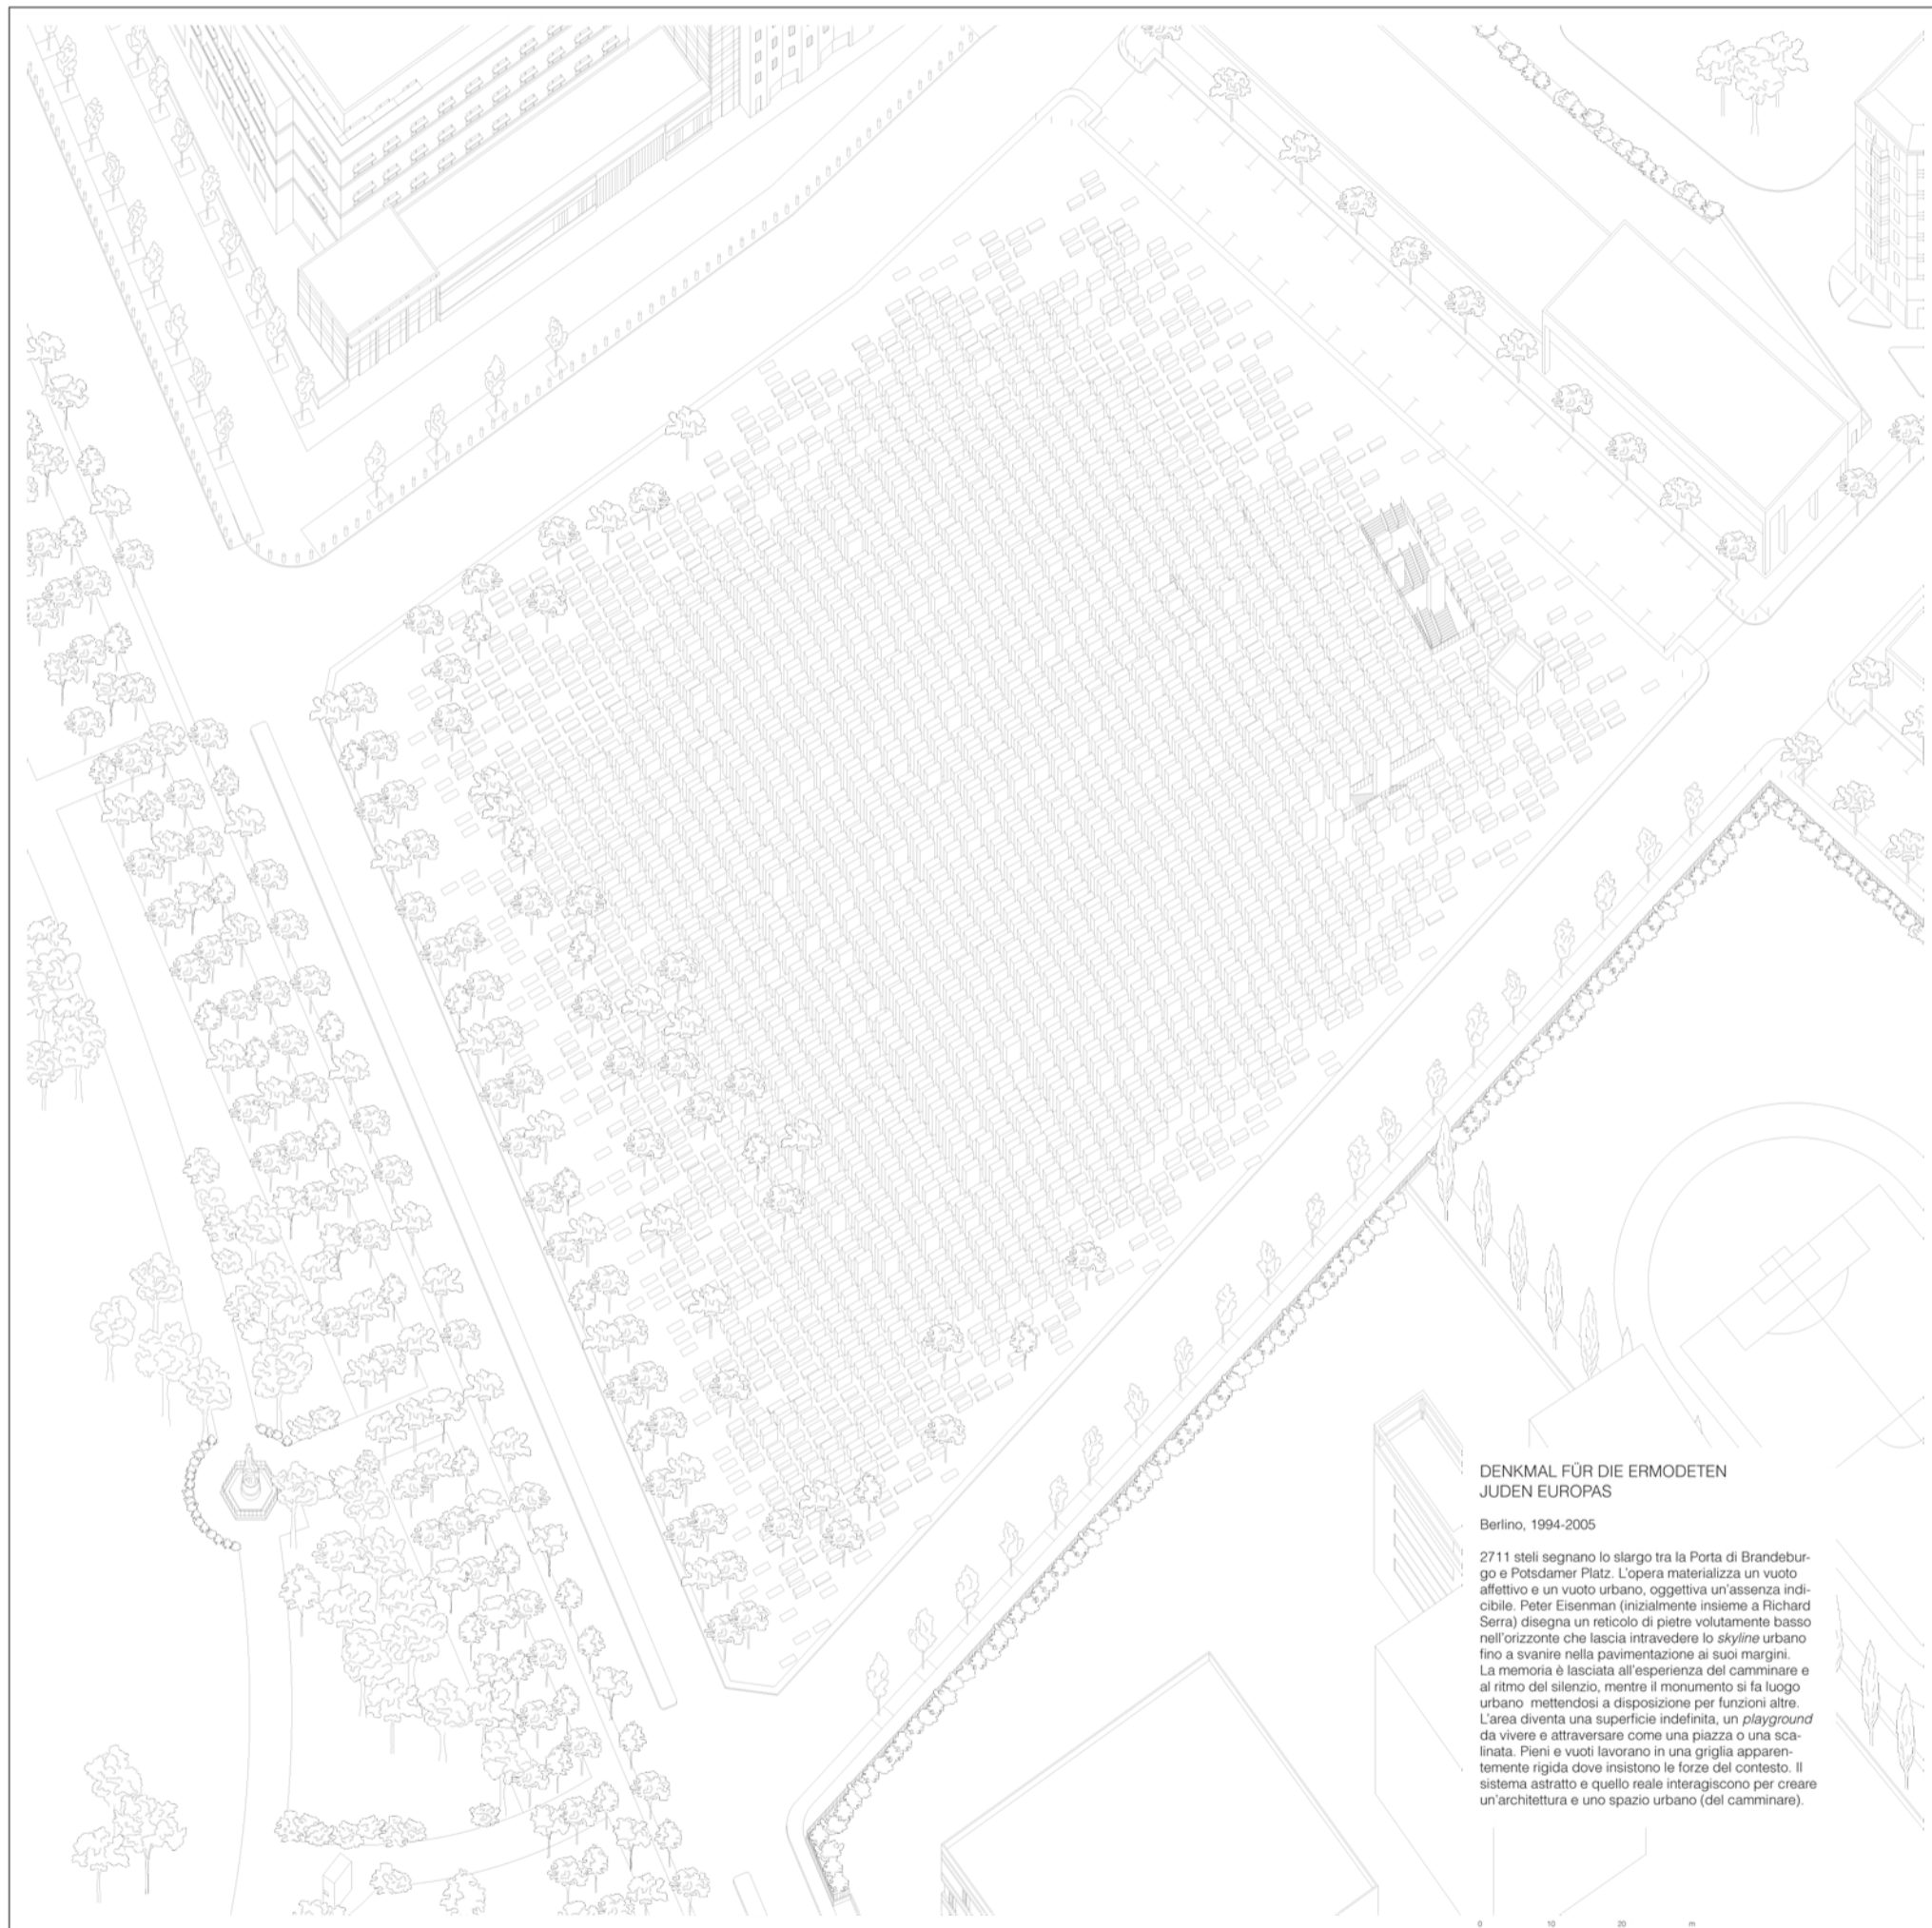 DENKMAL FÜR DIE ERMODETEN
JUDEN EUROPAS
Berlino, 1994-2005
2711 steli segnano lo slargo tra la Porta di Brandebur-
go e Potsdamer Platz. L'opera materializza un vuoto
affettivo e un vuoto urbano, oggettiva un'assenza indi-
cibile. Peter Eisenman (inizialmente insieme a Richard
Serra) disegna un reticolo di pietre volutamente basso
nell'orizzonte che lascia intravedere lo skyline urbano
fino a svanire nella pavimentazione ai suoi margini.
La memoria è lasciata all'esperienza del camminare e
al ritmo del silenzio, mentre il monumento si fa luogo
urbano  mettendosi a disposizione per funzioni altre.
L'area diventa una superficie indefinita, un playground
da vivere e attraversare come una piazza o una sca-
linata. Pieni e vuoti lavorano in una griglia apparen-
temente rigida dove insistono le forze del contesto. Il
sistema astratto e quello reale interagiscono per creare
un'architettura e uno spazio urbano (del camminare).
0 10 20 m